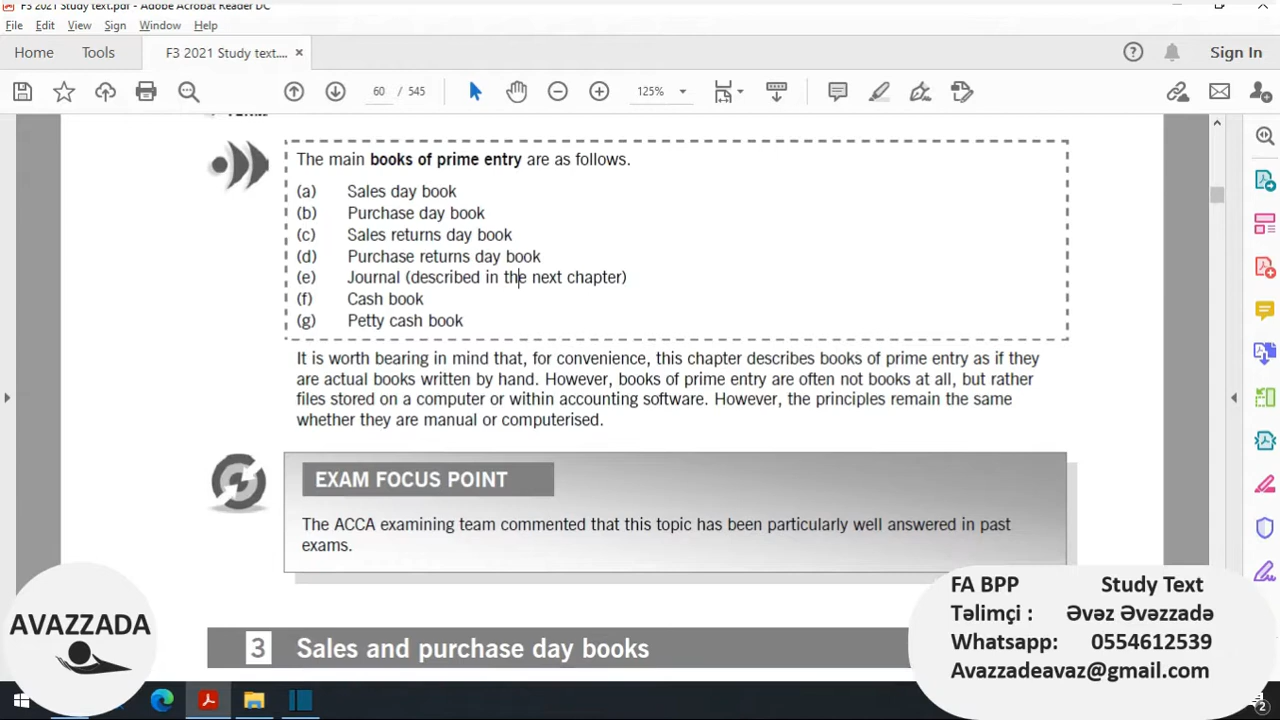 F3 2021 Study text.pdf - Adobe Acrobat Reader DC
File Edit View Sign Window Help
Home Tools F3 2021 Study text.... × Sign In
60 / 545 125%
The main books of prime entry are as follows.
(a) Sales day book
(b) Purchase day book
(c) Sales returns day book
(d) Purchase returns day book
(e) Journal (described in the next chapter)
(f) Cash book
(g) Petty cash book
It is worth bearing in mind that, for convenience, this chapter describes books of prime entry as if they
are actual books written by hand. However, books of prime entry are often not books at all, but rather
files stored on a computer or within accounting software. However, the principles remain the same
whether they are manual or computerised.
EXAM FOCUS POINT
The ACCA examining team commented that this topic has been particularly well answered in past
exams.
3 Sales and purchase day books
AVAZZADA
FA BPP Study Text
Təlimçi : Əvəz Əvəzzadə
Whatsapp: 0554612539
Avazzadeavaz@gmail.com
2